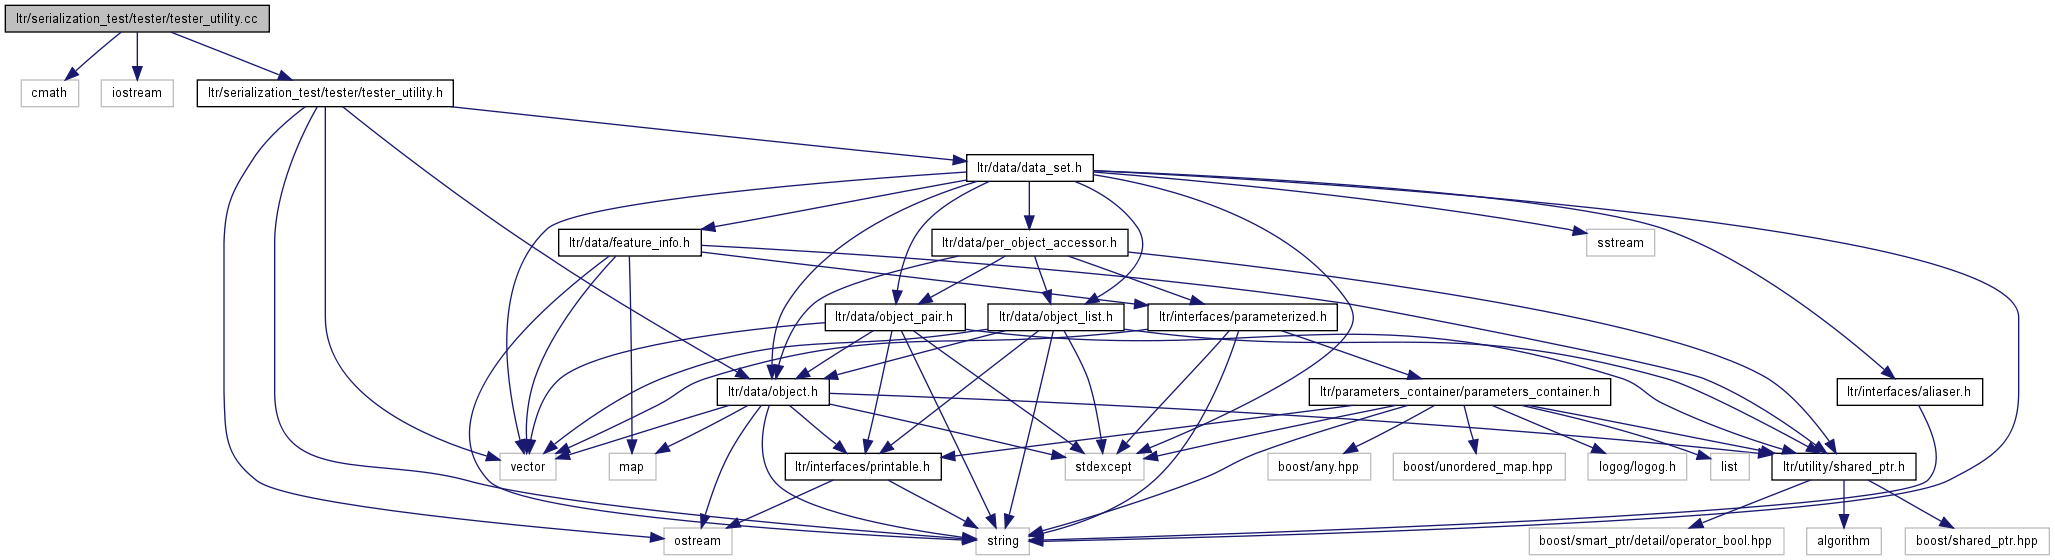 ltr/serialization_test/tester/tester_utility.cc
cmath
iostream
ltr/serialization_test/tester/tester_utility.h
ltr/data/data_set.h
ltr/data/feature_info.h
ltr/data/per_object_accessor.h
sstream
ltr/data/object_pair.h
ltr/data/object_list.h
ltr/interfaces/parameterized.h
ltr/data/object.h
ltr/parameters_container/parameters_container.h
ltr/interfaces/aliaser.h
vector
map
ltr/interfaces/printable.h
stdexcept
boost/any.hpp
boost/unordered_map.hpp
logog/logog.h
list
ltr/utility/shared_ptr.h
ostream
string
boost/smart_ptr/detail/operator_bool.hpp
algorithm
boost/shared_ptr.hpp